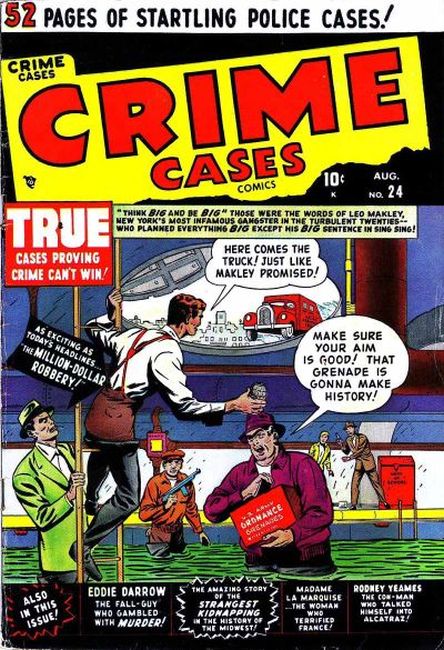 52 PAGES OF STARTLING POLICE CASES!
CRIME
CASES
CRIME
CASES
COMICS
10¢
K
AUG.
NO. 24
"THINK BIG AND BE BIG" THOSE WERE THE WORDS OF LEO MAKLEY,
NEW YORK'S MOST INFAMOUS GANGSTER IN THE TURBULENT TWENTIES--
WHO PLANNED EVERYTHING BIG EXCEPT HIS BIG SENTENCE IN SING SING!
TRUE
CASES PROVING
CRIME CAN'T WIN!
HERE COMES THE
TRUCK! JUST LIKE
MAKLEY PROMISED!
AS EXCITING AS
TODAY'S HEADLINES,
"THE MILLION-DOLLAR
ROBBERY!"
MAKE SURE
YOUR AIM
IS GOOD! THAT
GRENADE IS
GONNA MAKE
HISTORY!
U.S. ARMY
ORDNANCE
GRENADES
ALSO
IN THIS
ISSUE!
EDDIE DARROW
THE FALL-GUY
WHO GAMBLED
WITH MURDER!
THE AMAZING STORY
OF THE
STRANGEST
KIDNAPPING
IN THE HISTORY
OF THE MIDWEST!
MADAME
LA MARQUISE
...THE WOMAN
WHO
TERRIFIED
FRANCE!
RODNEY YEAMES
THE CON-MAN
WHO TALKED
HIMSELF INTO
ALCATRAZ!